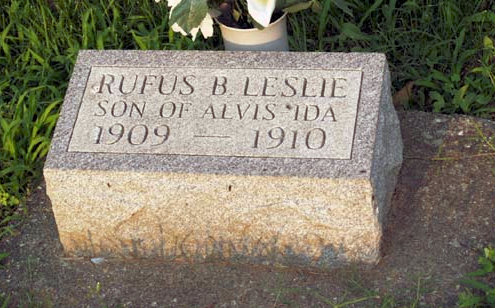 RUFUS B. LESLIE
SON OF ALVIS * IDA
1909 — 1910